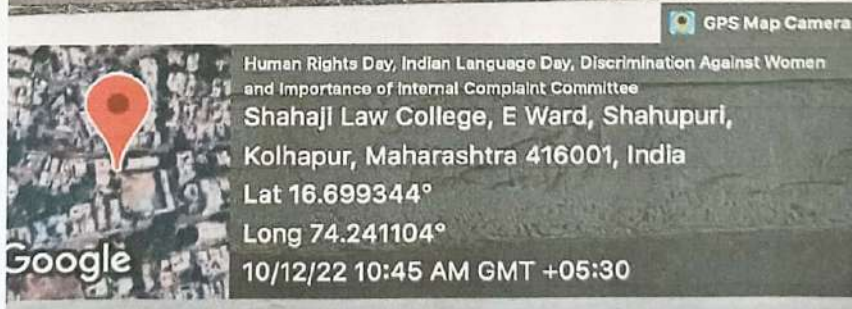 GPS Map Camera
Human Rights Day, Indian Language Day, Discrimination Against Women
and Importance of Internal Complaint Committee
Shahaji Law College, E Ward, Shahupuri,
Kolhapur, Maharashtra 416001, India
Lat 16.699344°
Long 74.241104°
10/12/22 10:45 AM GMT +05:30
Google